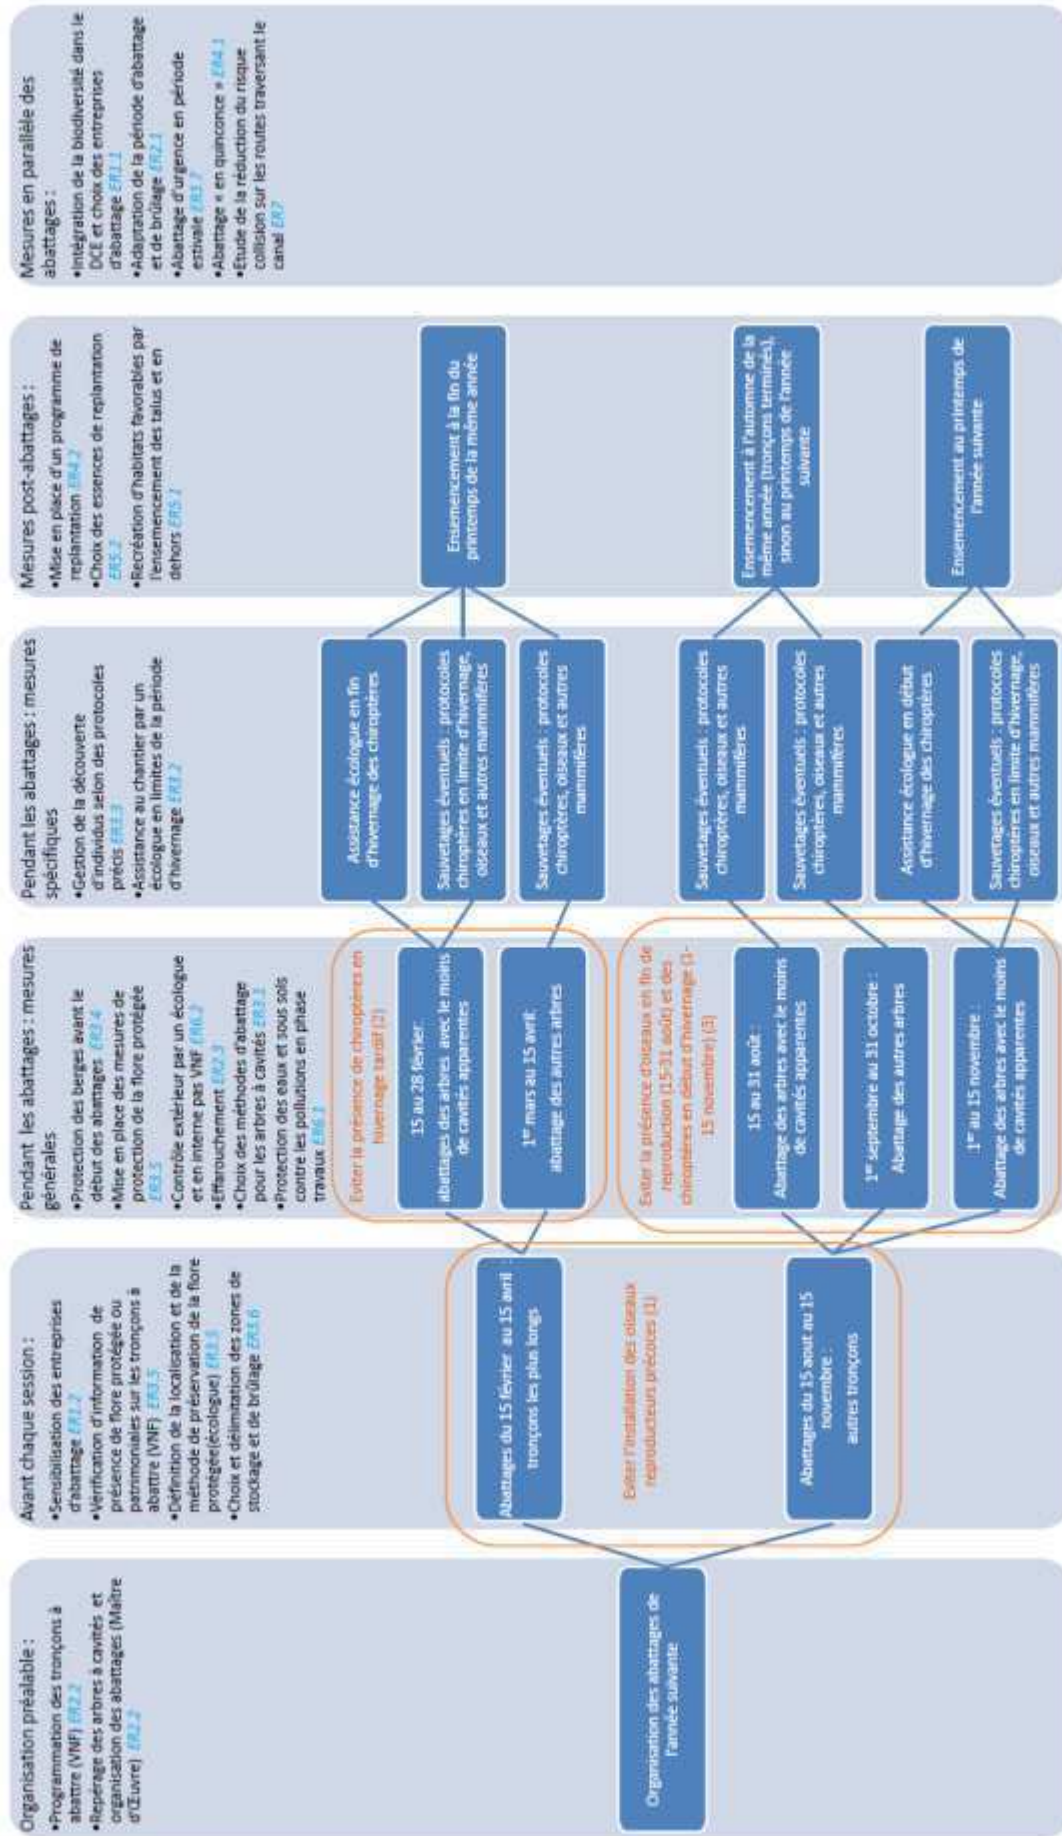 Organisation préalable :
•Programmation des tronçons à
abattre (VNF) ER2.2
•Repérage des arbres à cavités et
organisation des abattages (Maître
d'Œuvre) ER2.2
Organisation des abattages de
l'année suivante
Avant chaque session :
•Sensibilisation des entreprises
d'abattage ER1.2
•Vérification d'information de
présence de flore protégée ou
patrimoniales sur les tronçons à
abattre (VNF) ER3.5
•Définition de la localisation et de la
méthode de préservation de la flore
protégée(écologue) ER3.5
•Choix et délimitation des zones de
stockage et de brûlage ER3.6
Abattages du 15 février au 15 avril :
tronçons les plus longs
Eviter l'installation des oiseaux
reproducteurs précoces (1)
Abattages du 15 aout au 15
novembre :
autres tronçons
Pendant les abattages : mesures
générales
•Protection des berges avant le
début des abattages ER3.4
•Mise en place des mesures de
protection de la flore protégée
ER3.5
•Contrôle extérieur par un écologue
et en interne pas VNF ER6.2
•Effarouchement ER2.3
•Choix des méthodes d'abattage
pour les arbres à cavités ER3.1
•Protection des eaux et sous sols
contre les pollutions en phase
travaux ER6.1
Eviter la présence de chiroptères en
hivernage tardif (2)
15 au 28 février:
abattages des arbres avec le moins
de cavités apparentes
1er mars au 15 avril:
abattage des autres arbres
Eviter la présence d'oiseaux en fin de
reproduction (15-31 août) et des
chiroptères en début d'hivernage (1-
15 novembre) (3)
15 au 31 août :
Abattage des arbres avec le moins
de cavités apparentes
1er septembre au 31 octobre :
Abattage des autres arbres
1er au 15 novembre :
Abattage des arbres avec le moins
de cavités apparentes
Pendant les abattages : mesures
spécifiques
•Gestion de la découverte
d'individus selon des protocoles
précis ER3.3
•Assistance au chantier par un
écologue en limites de la période
d'hivernage ER3.2
Assistance écologue en fin
d'hivernage des chiroptères
Sauvetages éventuels : protocoles
chiroptères en limite d'hivernage,
oiseaux et autres mammifères
Sauvetages éventuels : protocoles
chiroptères, oiseaux et autres
mammifères
Sauvetages éventuels : protocoles
chiroptères, oiseaux et autres
mammifères
Sauvetages éventuels : protocoles
chiroptères, oiseaux et autres
mammifères
Assistance écologue en début
d'hivernage des chiroptères
Sauvetages éventuels : protocoles
chiroptères en limite d'hivernage,
oiseaux et autres mammifères
Mesures post-abattages :
•Mise en place d'un programme de
replantation ER4.2
•Choix des essences de replantation
ER5.2
•Recréation d'habitats favorables par
l'ensemencement des talus et en
dehors ER5.1
Ensemencement à la fin du
printemps de la même année
Ensemencement à l'automne de la
même année (tronçons terminés),
sinon au printemps de l'année
suivante
Ensemencement au printemps de
l'année suivante
Mesures en parallèle des
abattages :
•Intégration de la biodiversité dans le
DCE et choix des entreprises
d'abattage ER1.1
•Adaptation de la période d'abattage
et de brûlage ER2.1
•Abattage d'urgence en période
estivale ER3.7
•Abattage « en quinconce » ER4.1
•Etude de la réduction du risque
collision sur les routes traversant le
canal ER7